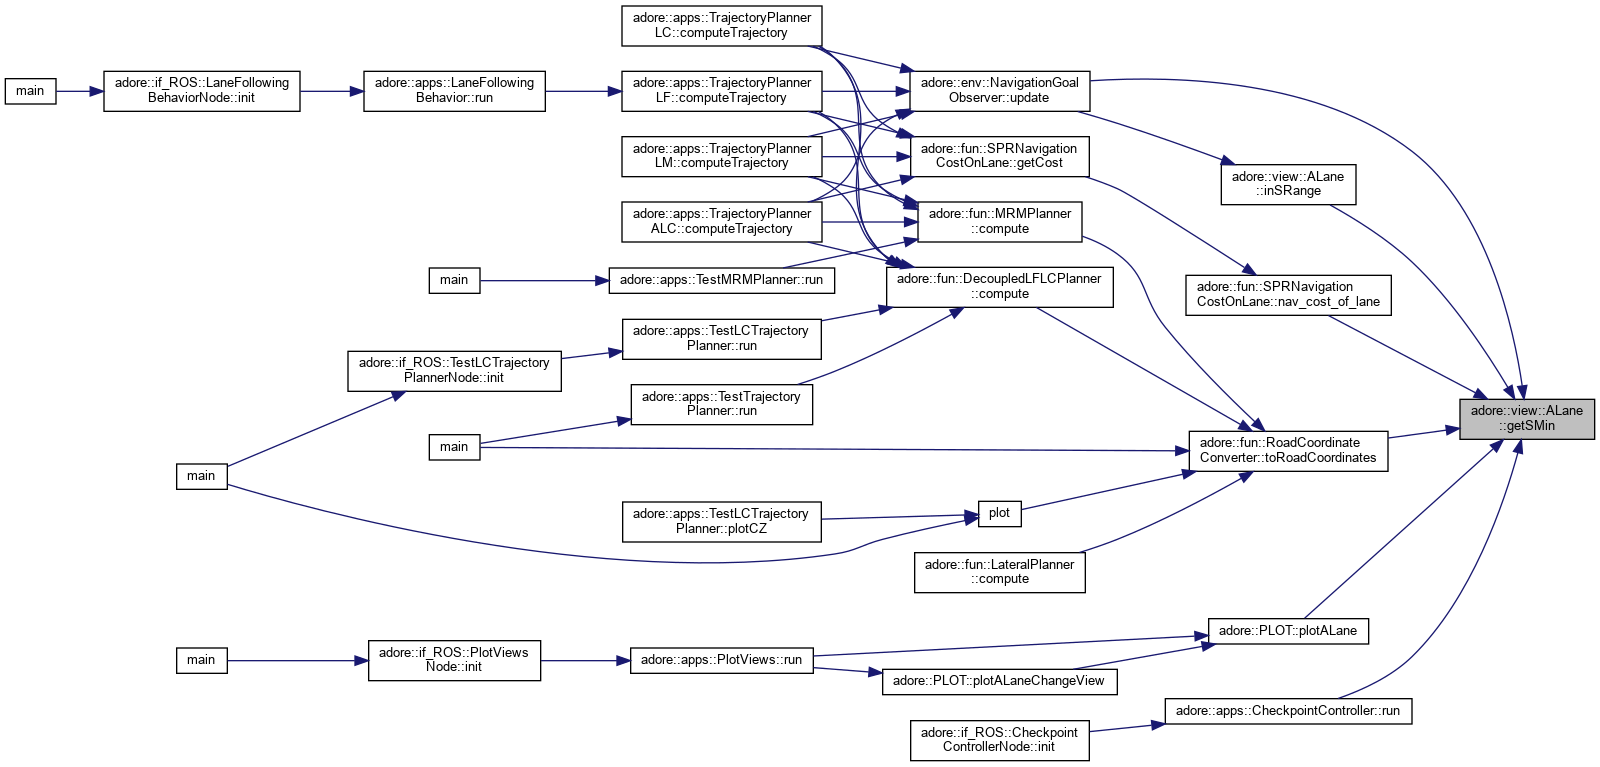 adore::apps::TrajectoryPlanner
LC::computeTrajectory
main
adore::if_ROS::LaneFollowing
BehaviorNode::init
adore::apps::LaneFollowing
Behavior::run
adore::apps::TrajectoryPlanner
LF::computeTrajectory
adore::env::NavigationGoal
Observer::update
adore::apps::TrajectoryPlanner
LM::computeTrajectory
adore::fun::SPRNavigation
CostOnLane::getCost
adore::view::ALane
::inSRange
adore::apps::TrajectoryPlanner
ALC::computeTrajectory
adore::fun::MRMPlanner
::compute
main
adore::apps::TestMRMPlanner::run
adore::fun::DecoupledLFLCPlanner
::compute
adore::fun::SPRNavigation
CostOnLane::nav_cost_of_lane
adore::apps::TestLCTrajectory
Planner::run
adore::if_ROS::TestLCTrajectory
PlannerNode::init
adore::apps::TestTrajectory
Planner::run
adore::view::ALane
::getSMin
main
adore::fun::RoadCoordinate
Converter::toRoadCoordinates
main
adore::apps::TestLCTrajectory
Planner::plotCZ
plot
adore::fun::LateralPlanner
::compute
adore::PLOT::plotALane
main
adore::if_ROS::PlotViews
Node::init
adore::apps::PlotViews::run
adore::PLOT::plotALaneChangeView
adore::apps::CheckpointController::run
adore::if_ROS::Checkpoint
ControllerNode::init